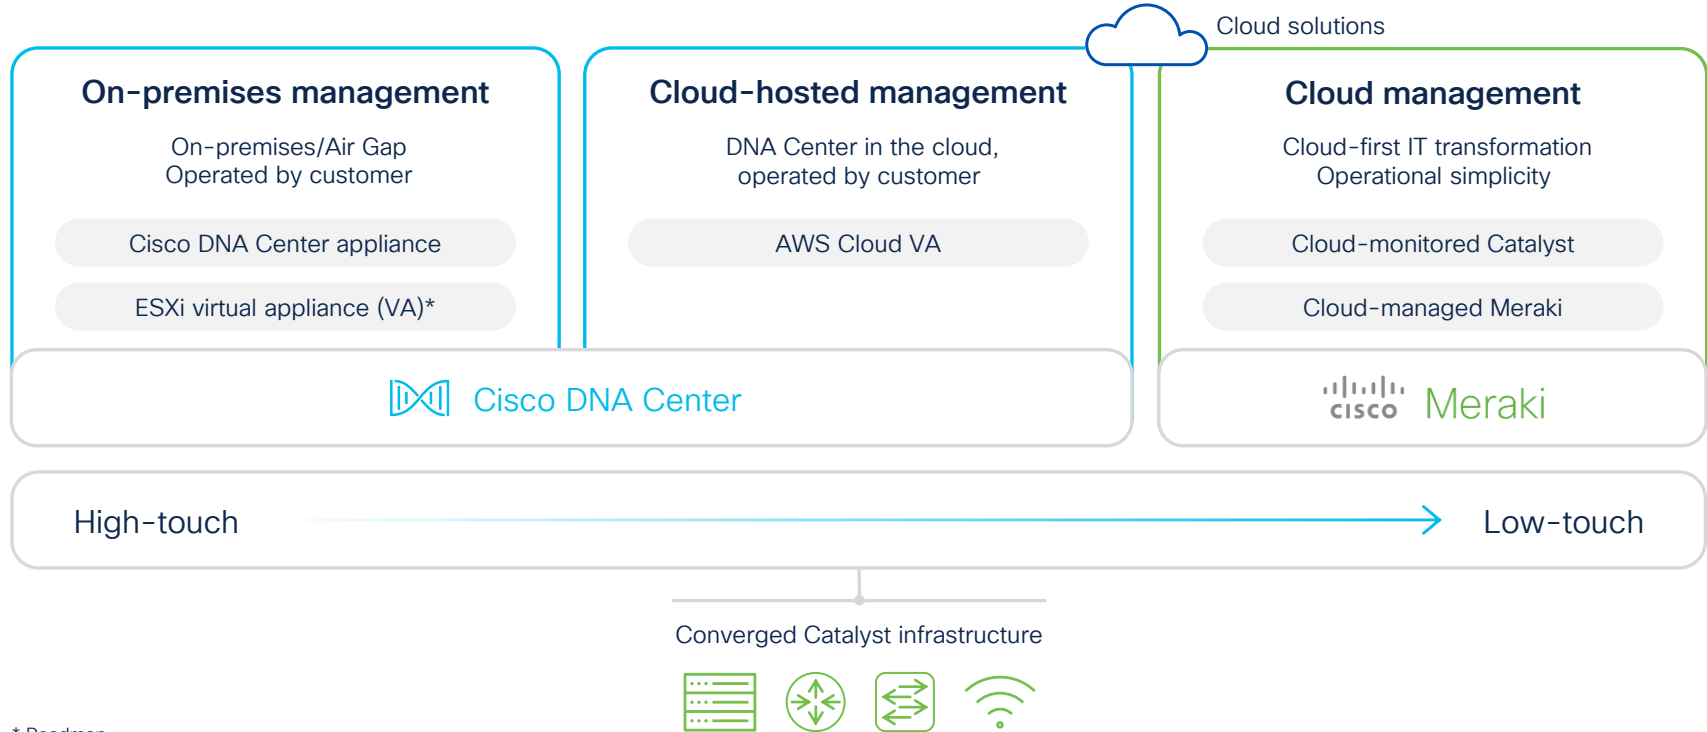 Cloud solutions
On-premises management
On-premises/Air Gap
Operated by customer
Cisco DNA Center appliance
ESXi virtual appliance (VA)*
Cloud-hosted management
DNA Center in the cloud,
operated by customer
AWS Cloud VA
Cloud management
Cloud-first IT transformation
Operational simplicity
Cloud-monitored Catalyst
Cloud-managed Meraki
Cisco DNA Center
CISCO Meraki
High-touch
Low-touch
Converged Catalyst infrastructure
* Roadmap